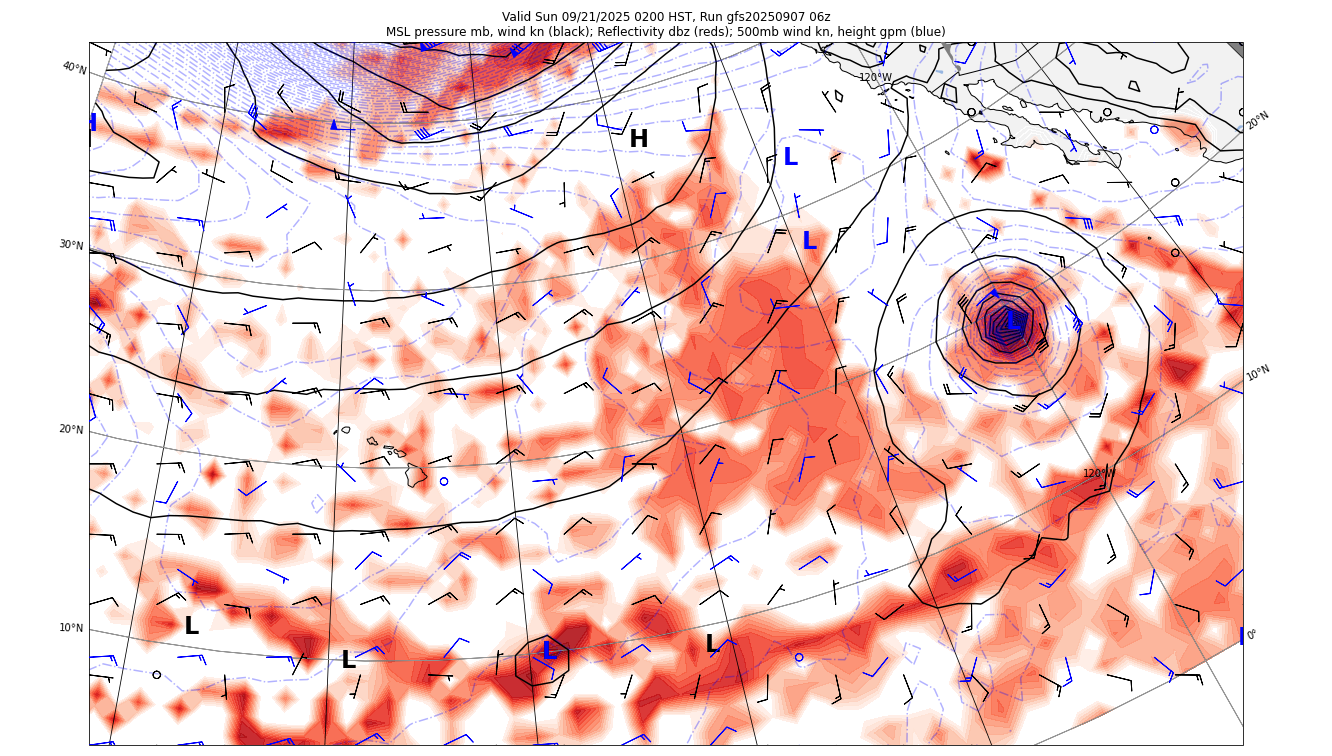 Valid Sun 09/21/2025 0200 HST, Run gfs20250907 06z
MSL pressure mb, wind kn (black); Reflectivity dbz (reds); 500mb wind kn, height gpm (blue)
40°N
120°W
20°N
H
H
L
30°N
L
L
10°N
20°N
120°W
10°N
L
L
L
L
0°
L